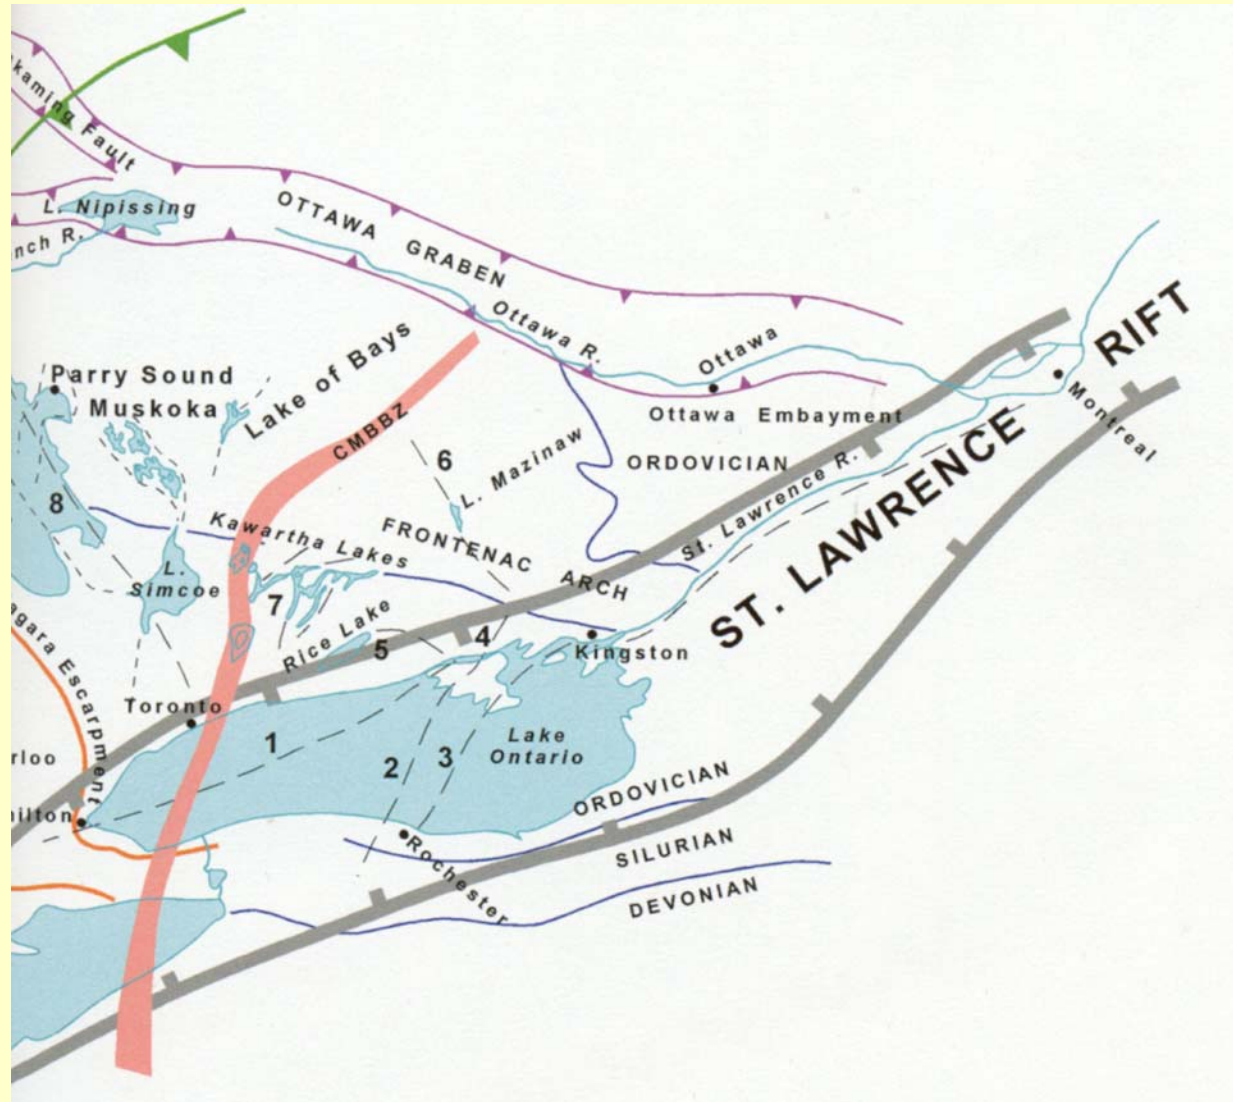 kaming Fault
L. Nipissing
nch R.
OTTAWA GRABEN
Ottawa R.
Ottawa
Ottawa Embayment
RIFT
Montreal
Parry Sound
Muskoka
Lake of Bays
CMBBZ
6
L. Mazinaw
ORDOVICIAN
St. Lawrence R.
ST. LAWRENCE
8
Kawartha Lakes
FRONTENAC ARCH
L.
Simcoe
7
Rice Lake
5
4
Kingston
agara Escarpment
Toronto
1
2
3
Lake
Ontario
rloo
milton
Rochester
ORDOVICIAN
SILURIAN
DEVONIAN